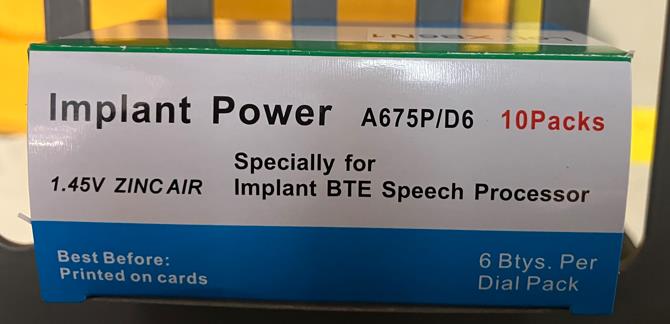 Implant Power A675P/D6 10Packs
1.45V ZINC AIR
Specially for
Implant BTE Speech Processor
Best Before:
Printed on cards
6 Btys. Per
Dial Pack